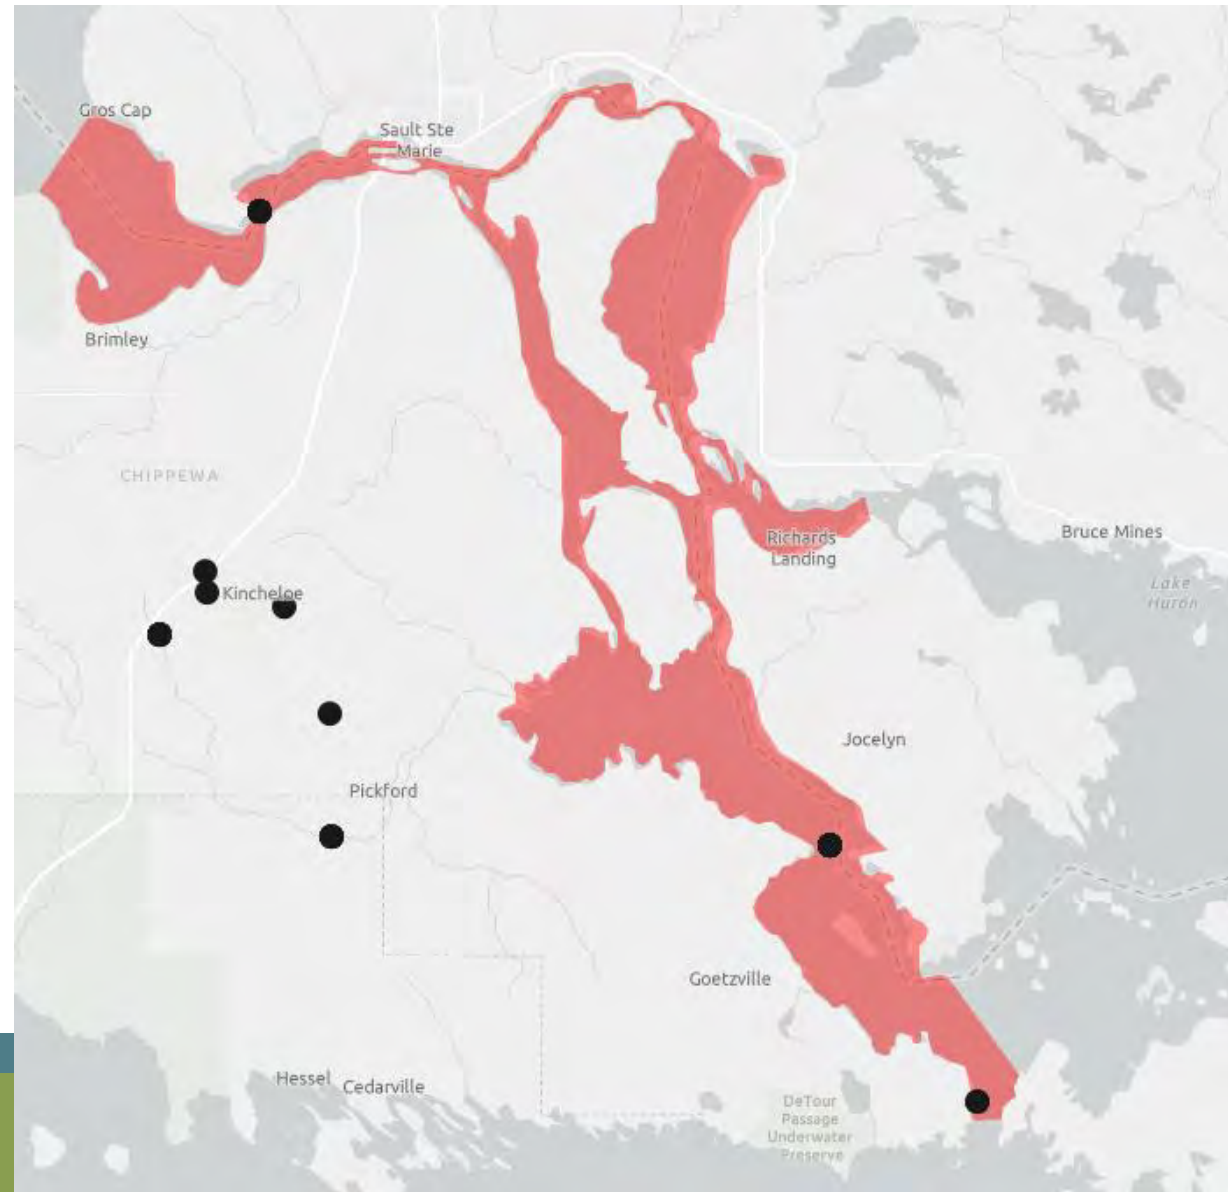 Gros Cap
Sault Ste
Marie
Brimley
CHIPPEWA
Richards
Landing
Bruce Mines
Lake
Huron
Kincheloe
Jocelyn
Pickford
Goetzville
Hessel
Cedarville
DeTour
Passage
Underwater
Preserve